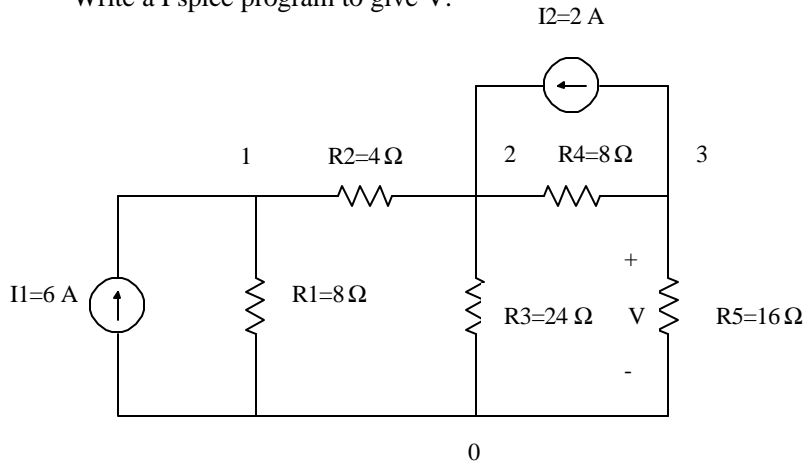 Write a Pspice program to give V.
I2=2 A
1
R2=4 Ω
2
R4=8 Ω
3
I1=6 A
R1=8 Ω
R3=24 Ω
+
V
-
R5=16 Ω
0